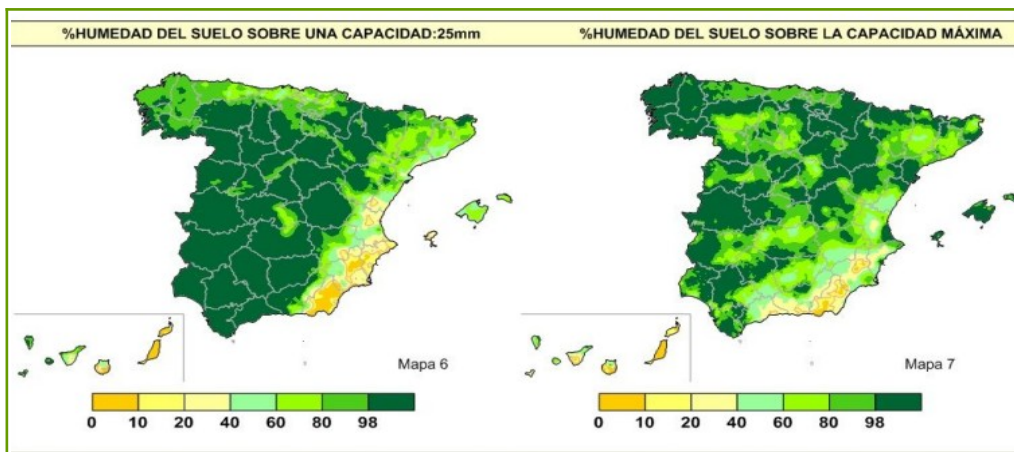 %HUMEDAD DEL SUELO SOBRE UNA CAPACIDAD:25mm
%HUMEDAD DEL SUELO SOBRE LA CAPACIDAD MÁXIMA
Mapa 6
Mapa 7
0 10 20 40 60 80 98
0 10 20 40 60 80 98